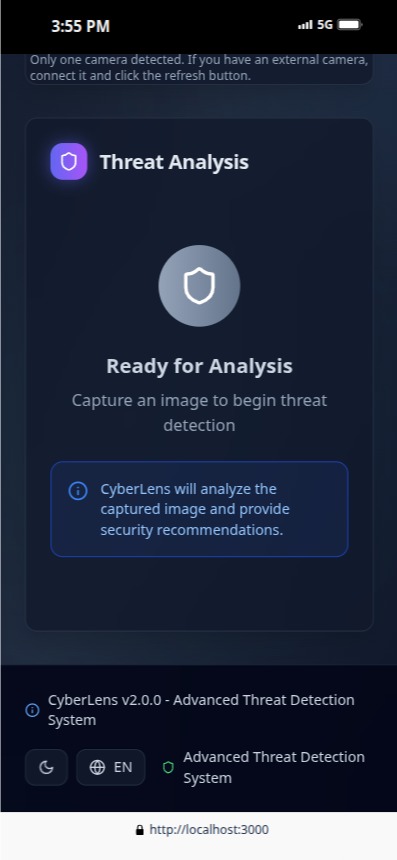 3:55 PM
5G
Only one camera detected. If you have an external camera,
connect it and click the refresh button.
Threat Analysis
Ready for Analysis
Capture an image to begin threat
detection
CyberLens will analyze the
captured image and provide
security recommendations.
CyberLens v2.0.0 - Advanced Threat Detection
System
EN
Advanced Threat Detection
System
http://localhost:3000